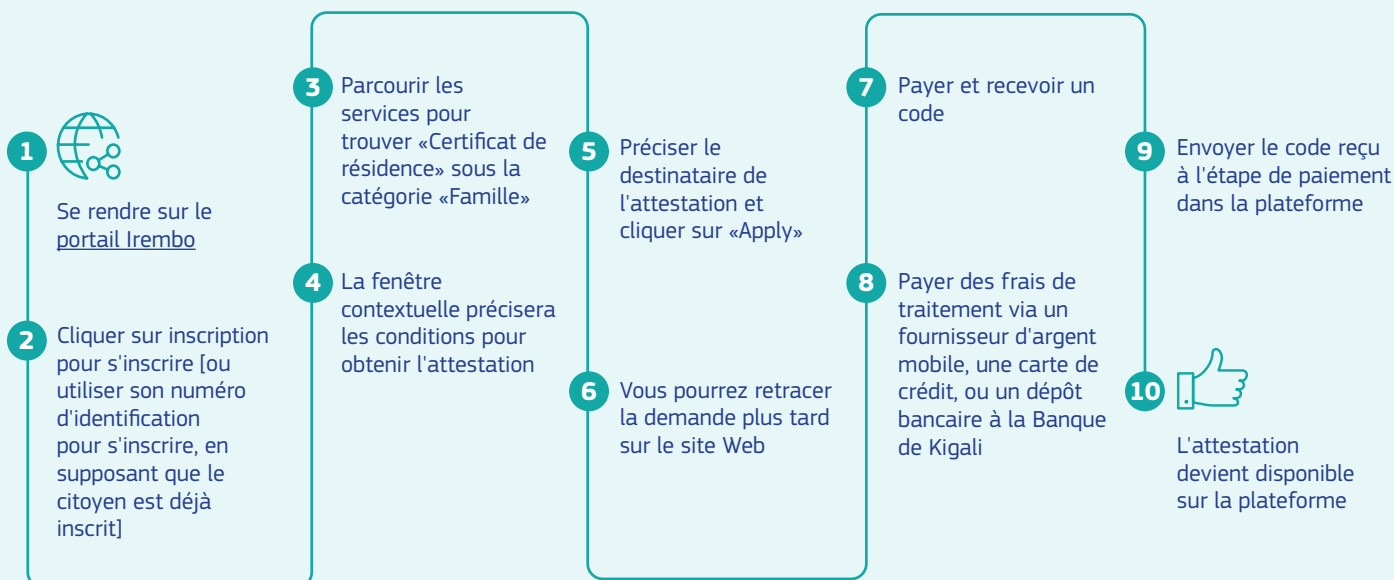 1
Se rendre sur le
portail Irembo
2
Cliquer sur inscription
pour s'inscrire [ou
utiliser son numéro
d'identification
pour s'inscrire, en
supposant que le
citoyen est déjà
inscrit]
3
Parcourir les
services pour
trouver «Certificat de
résidence» sous la
catégorie «Famille»
4
La fenêtre
contextuelle précisera
les conditions pour
obtenir l'attestation
5
Préciser le
destinataire de
l'attestation et
cliquer sur «Apply»
6
Vous pourrez retracer
la demande plus tard
sur le site Web
7
Payer et recevoir un
code
8
Payer des frais de
traitement via un
fournisseur d'argent
mobile, une carte de
crédit, ou un dépôt
bancaire à la Banque
de Kigali
9
Envoyer le code reçu
à l'étape de paiement
dans la plateforme
10
L'attestation
devient disponible
sur la plateforme